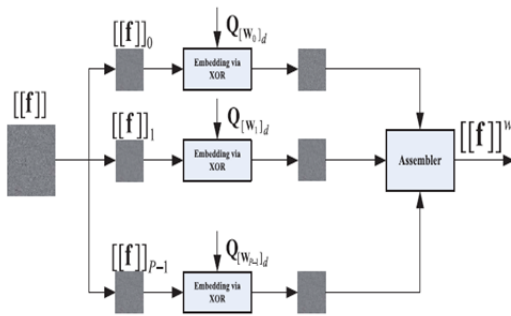 [[f]]
[[f]]₀
Q[W₀]d
Embedding via
XOR
[[f]]₁
Q[W₁]d
Embedding via
XOR
[[f]]P−1
Q[WP−1]d
Embedding via
XOR
Assembler
[[f]]ʷ